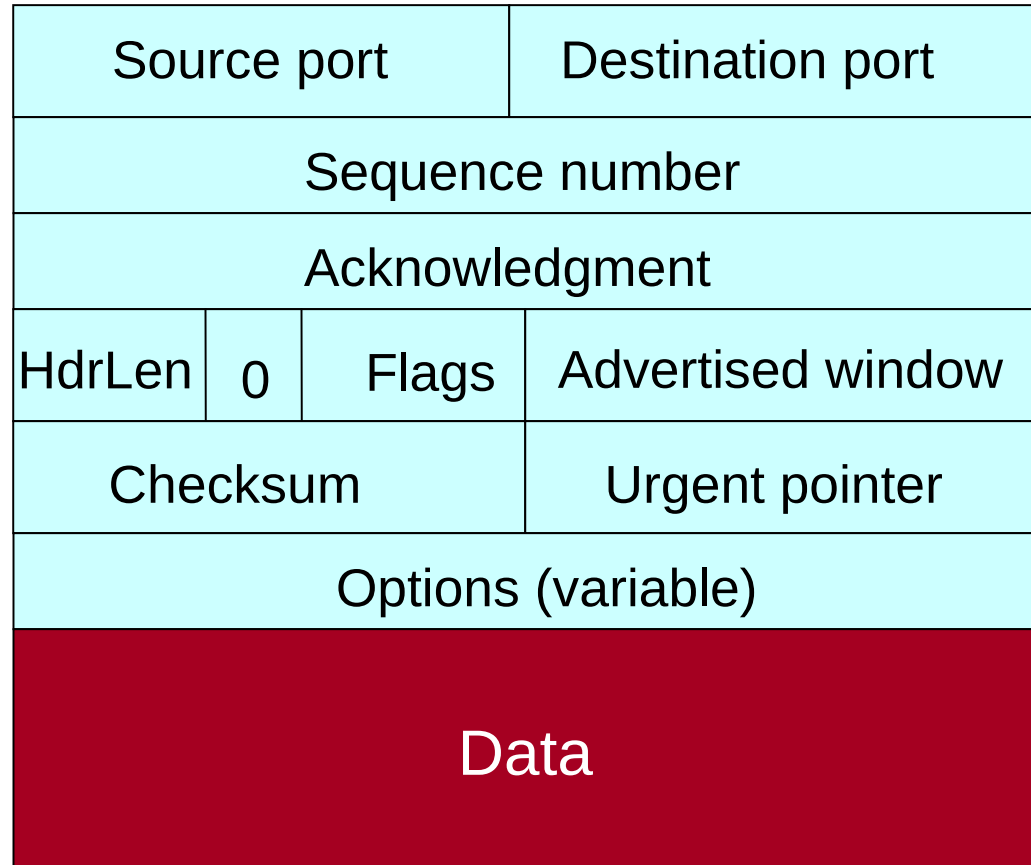 Source port Destination port
Sequence number
Acknowledgment
HdrLen 0 Flags Advertised window
Checksum Urgent pointer
Options (variable)
Data